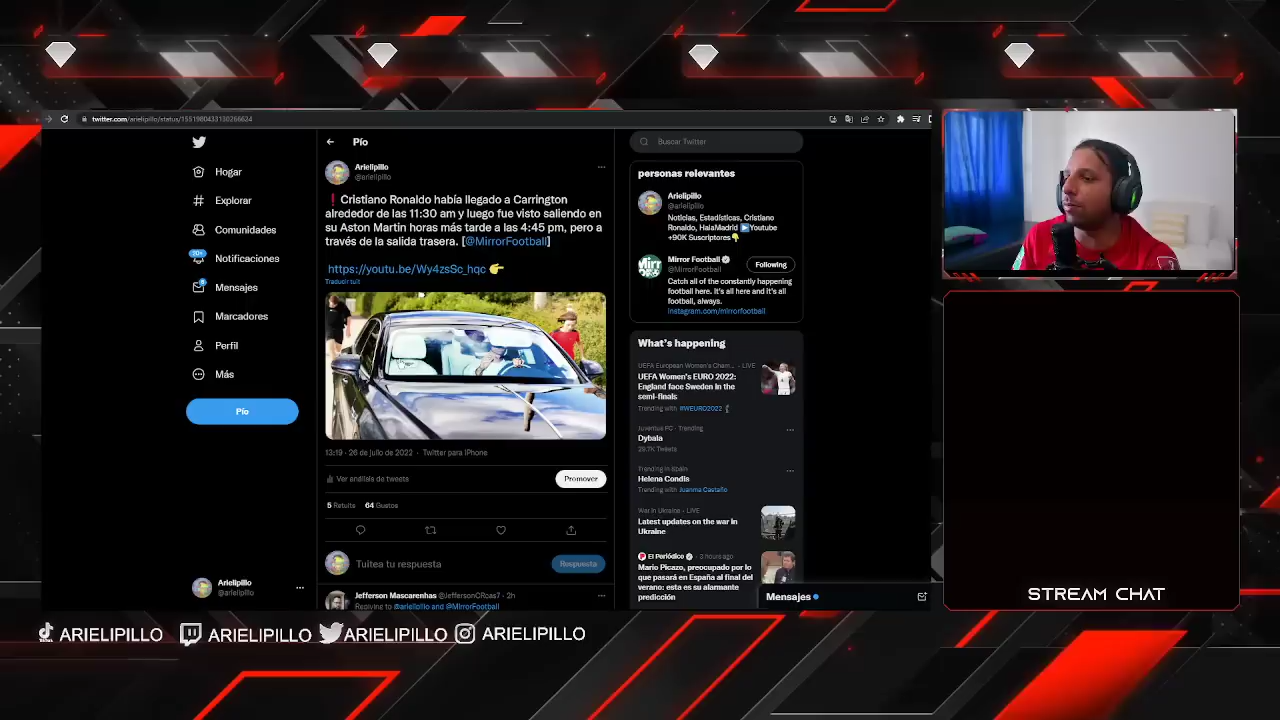 twitter.com/arielipillo/status/1551980433130266624
Hogar
Explorar
Comunidades
20+
Notificaciones
Mensajes
Marcadores
Perfil
Más
Pío
Arielipillo
@arielipillo
Pío
Arielipillo
@arielipillo
❗Cristiano Ronaldo había llegado a Carrington
alrededor de las 11:30 am y luego fue visto saliendo en
su Aston Martin horas más tarde a las 4:45 pm, pero a
través de la salida trasera. [@MirrorFootball]
https://youtu.be/Wy4zsSc_hqc 👉
Traducir tuit
13:19 · 26 de julio de 2022 · Twitter para iPhone
Ver análisis de tweets
Promover
5 Retuits 64 Gustos
Tuitea tu respuesta
Respuesta
Jefferson Mascarenhas @JeffersonCRoas7 · 2h
Replying to @arielipillo and @MirrorFootball
Buscar Twitter
personas relevantes
Arielipillo
@arielipillo
Noticias, Estadísticas, Cristiano
Ronaldo, HalaMadrid ▶Youtube
+90K Suscriptores👇
Mirror Football
@MirrorFootball
Following
Catch all of the constantly happening
football here. It's all here and it's all
football, always.
instagram.com/mirrorfootball
What's happening
UEFA European Women's Cham... · LIVE
UEFA Women's EURO 2022:
England face Sweden in the
semi-finals
Trending with #WEURO2022
Juventus FC · Trending
Dybala
29.7K Tweets
Trending in Spain
Helena Condis
Trending with Juanma Castaño
War in Ukraine · LIVE
Latest updates on the war in
Ukraine
El Periódico · 3 hours ago
Mario Picazo, preocupado por lo
que pasará en España al final del
verano: esta es su alarmante
predicción
Mensajes
STREAM CHAT
ARIELIPILLO ARIELIPILLO ARIELIPILLO ARIELIPILLO